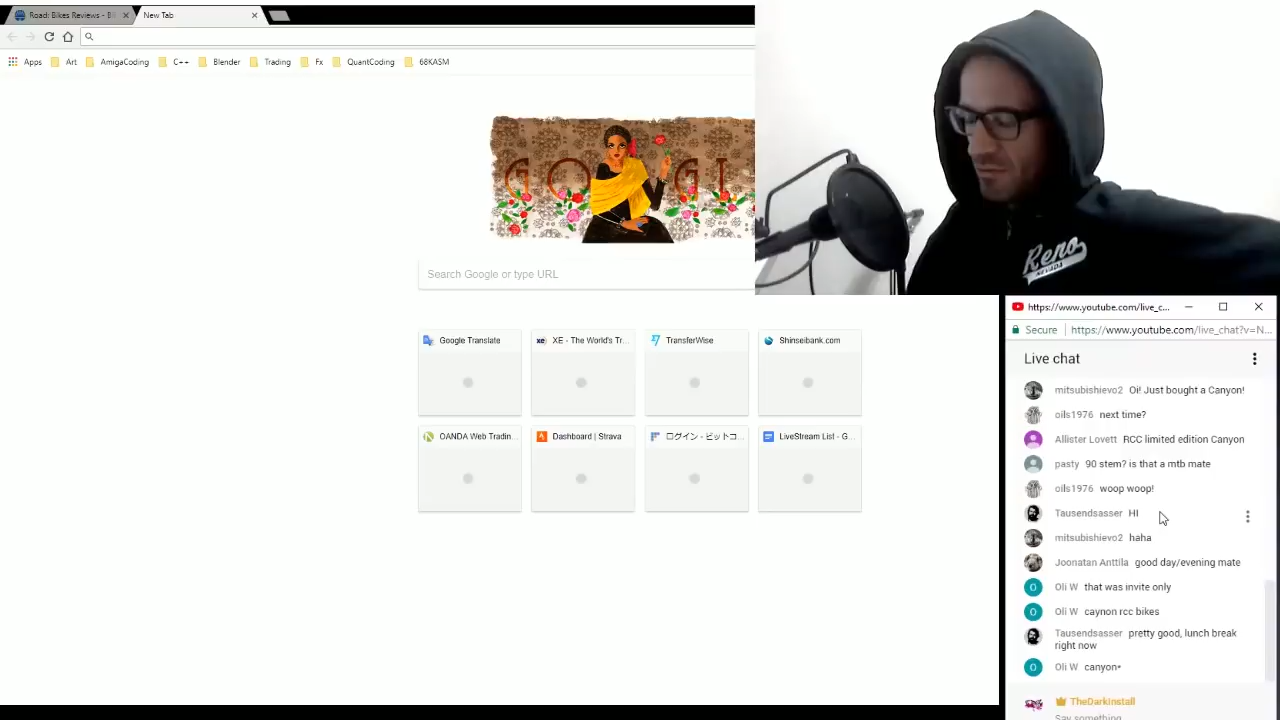 Road: Bikes Reviews - Bi
New Tab
Apps
Art
AmigaCoding
C++
Blender
Trading
Fx
QuantCoding
68KASM
GOOGL
Search Google or type URL
Google Translate
XE - The World's Tr...
TransferWise
Shinseibank.com
OANDA Web Tradin...
Dashboard | Strava
ログイン - ビットコ...
LiveStream List - G...
Reno
NEVADA
https://www.youtube.com/live_c...
Secure
https://www.youtube.com/live_chat?v=N...
Live chat
mitsubishievo2 Oi! Just bought a Canyon!
oils1976 next time?
Allister Lovett RCC limited edition Canyon
pasty 90 stem? is that a mtb mate
oils1976 woop woop!
Tausendsasser HI
mitsubishievo2 haha
Joonatan Anttila good day/evening mate
O Oli W that was invite only
O Oli W caynon rcc bikes
Tausendsasser pretty good, lunch break
right now
O Oli W canyon*
TheDarkInstall
Say something...